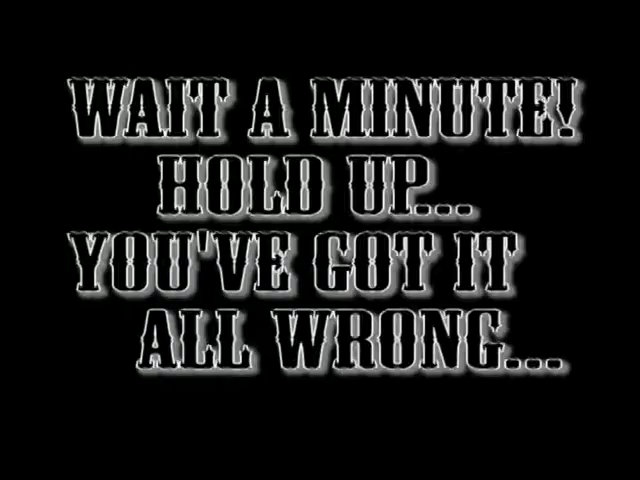 WAIT A MINUTE!
HOLD UP...
YOU'VE GOT IT
ALL WRONG...